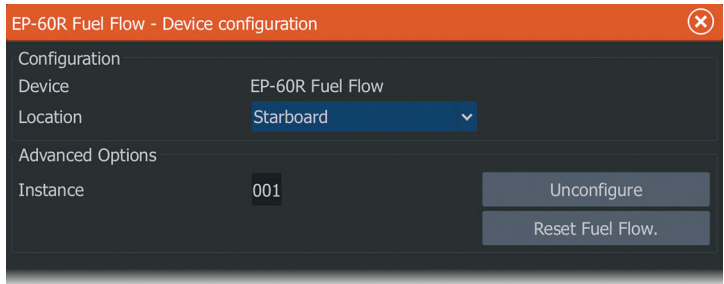 EP-60R Fuel Flow - Device configuration
Configuration
Device EP-60R Fuel Flow
Location Starboard
Advanced Options
Instance 001 Unconfigure
Reset Fuel Flow.